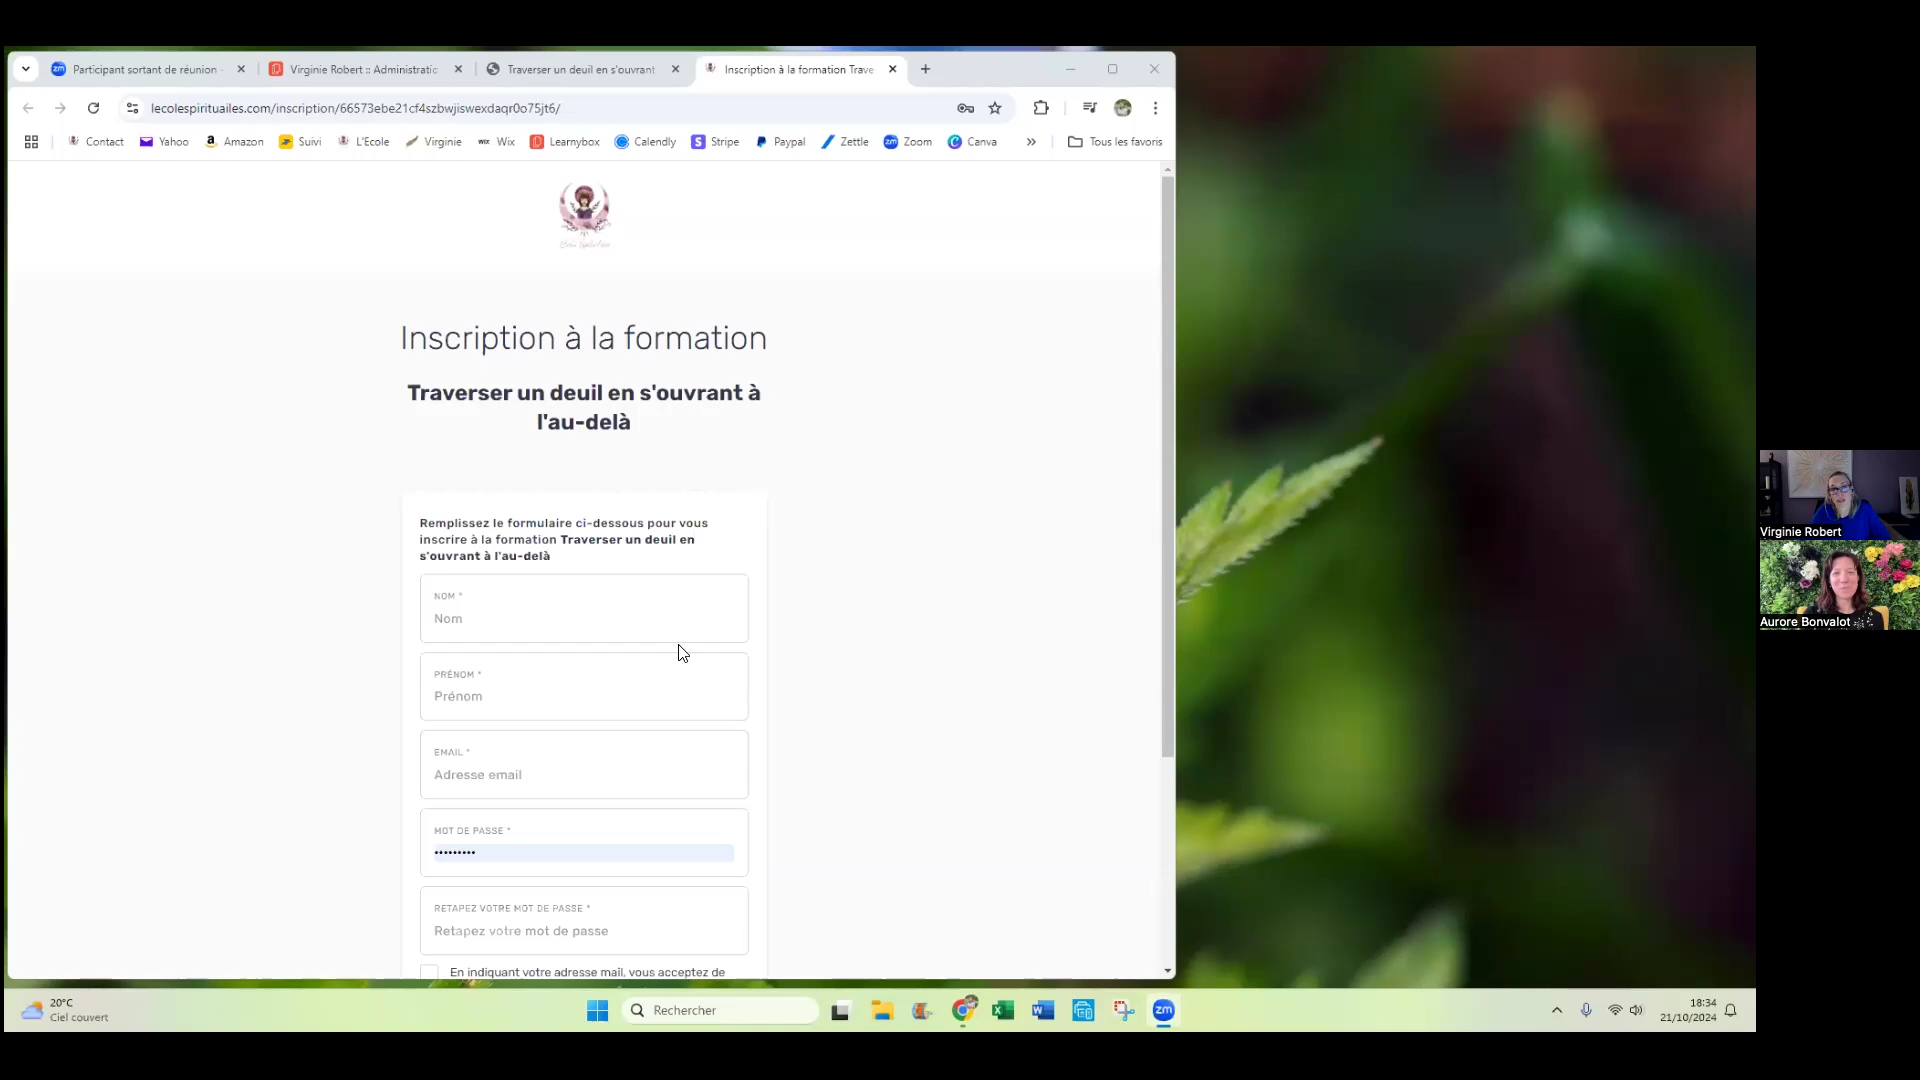 Participant sortant de réunion
Virginie Robert :: Administratic
Traverser un deuil en s'ouvrant
Inscription à la formation Trave
lecolespirituailes.com/inscription/66573ebe21cf4szbwjiswexdaqr0o75jt6/
Contact
Yahoo
Amazon
Suivi
L'Ecole
Virginie
WIX Wix
Learnybox
Calendly
Stripe
Paypal
Zettle
zm Zoom
Canva
Tous les favoris
Inscription à la formation
Traverser un deuil en s'ouvrant à
l'au-delà
Remplissez le formulaire ci-dessous pour vous
inscrire à la formation Traverser un deuil en
s'ouvrant à l'au-delà
NOM *
Nom
PRÉNOM *
Prénom
EMAIL *
Adresse email
MOT DE PASSE *
•••••••••
RETAPEZ VOTRE MOT DE PASSE *
Retapez votre mot de passe
En indiquant votre adresse mail, vous acceptez de
Virginie Robert
Aurore Bonvalot
20°C
Ciel couvert
Rechercher
zm
18:34
21/10/2024